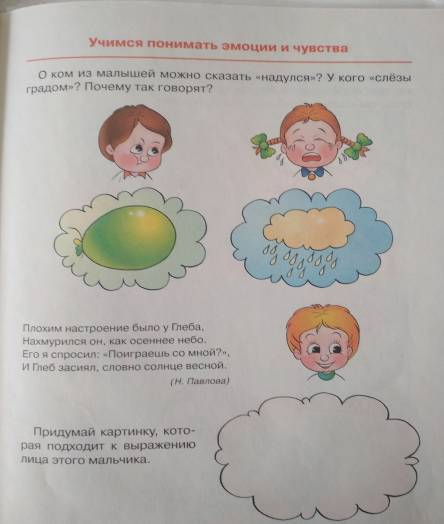 Учимся понимать эмоции и чувства
О ком из малышей можно сказать «надулся»? У кого «слёзы
градом»? Почему так говорят?
Плохим настроение было у Глеба,
Нахмурился он, как осеннее небо.
Его я спросил: «Поиграешь со мной?»,
И Глеб засиял, словно солнце весной.
(Н. Павлова)
Придумай картинку, кото-
рая подходит к выражению
лица этого мальчика.